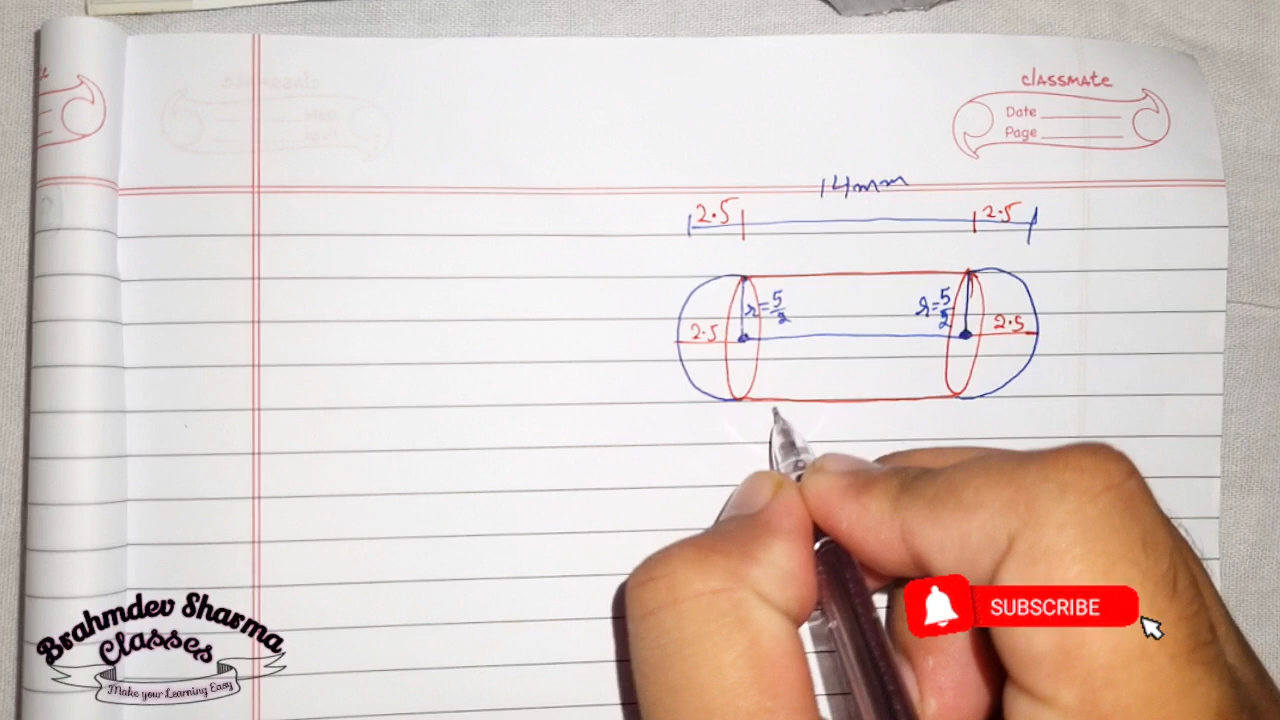 classmate
Date
Page
14mm
2.5 2.5
r=5/2 r=5/2
2.5 2.5
SUBSCRIBE
Brahmdev Sharma
Classes
Make your Learning Easy